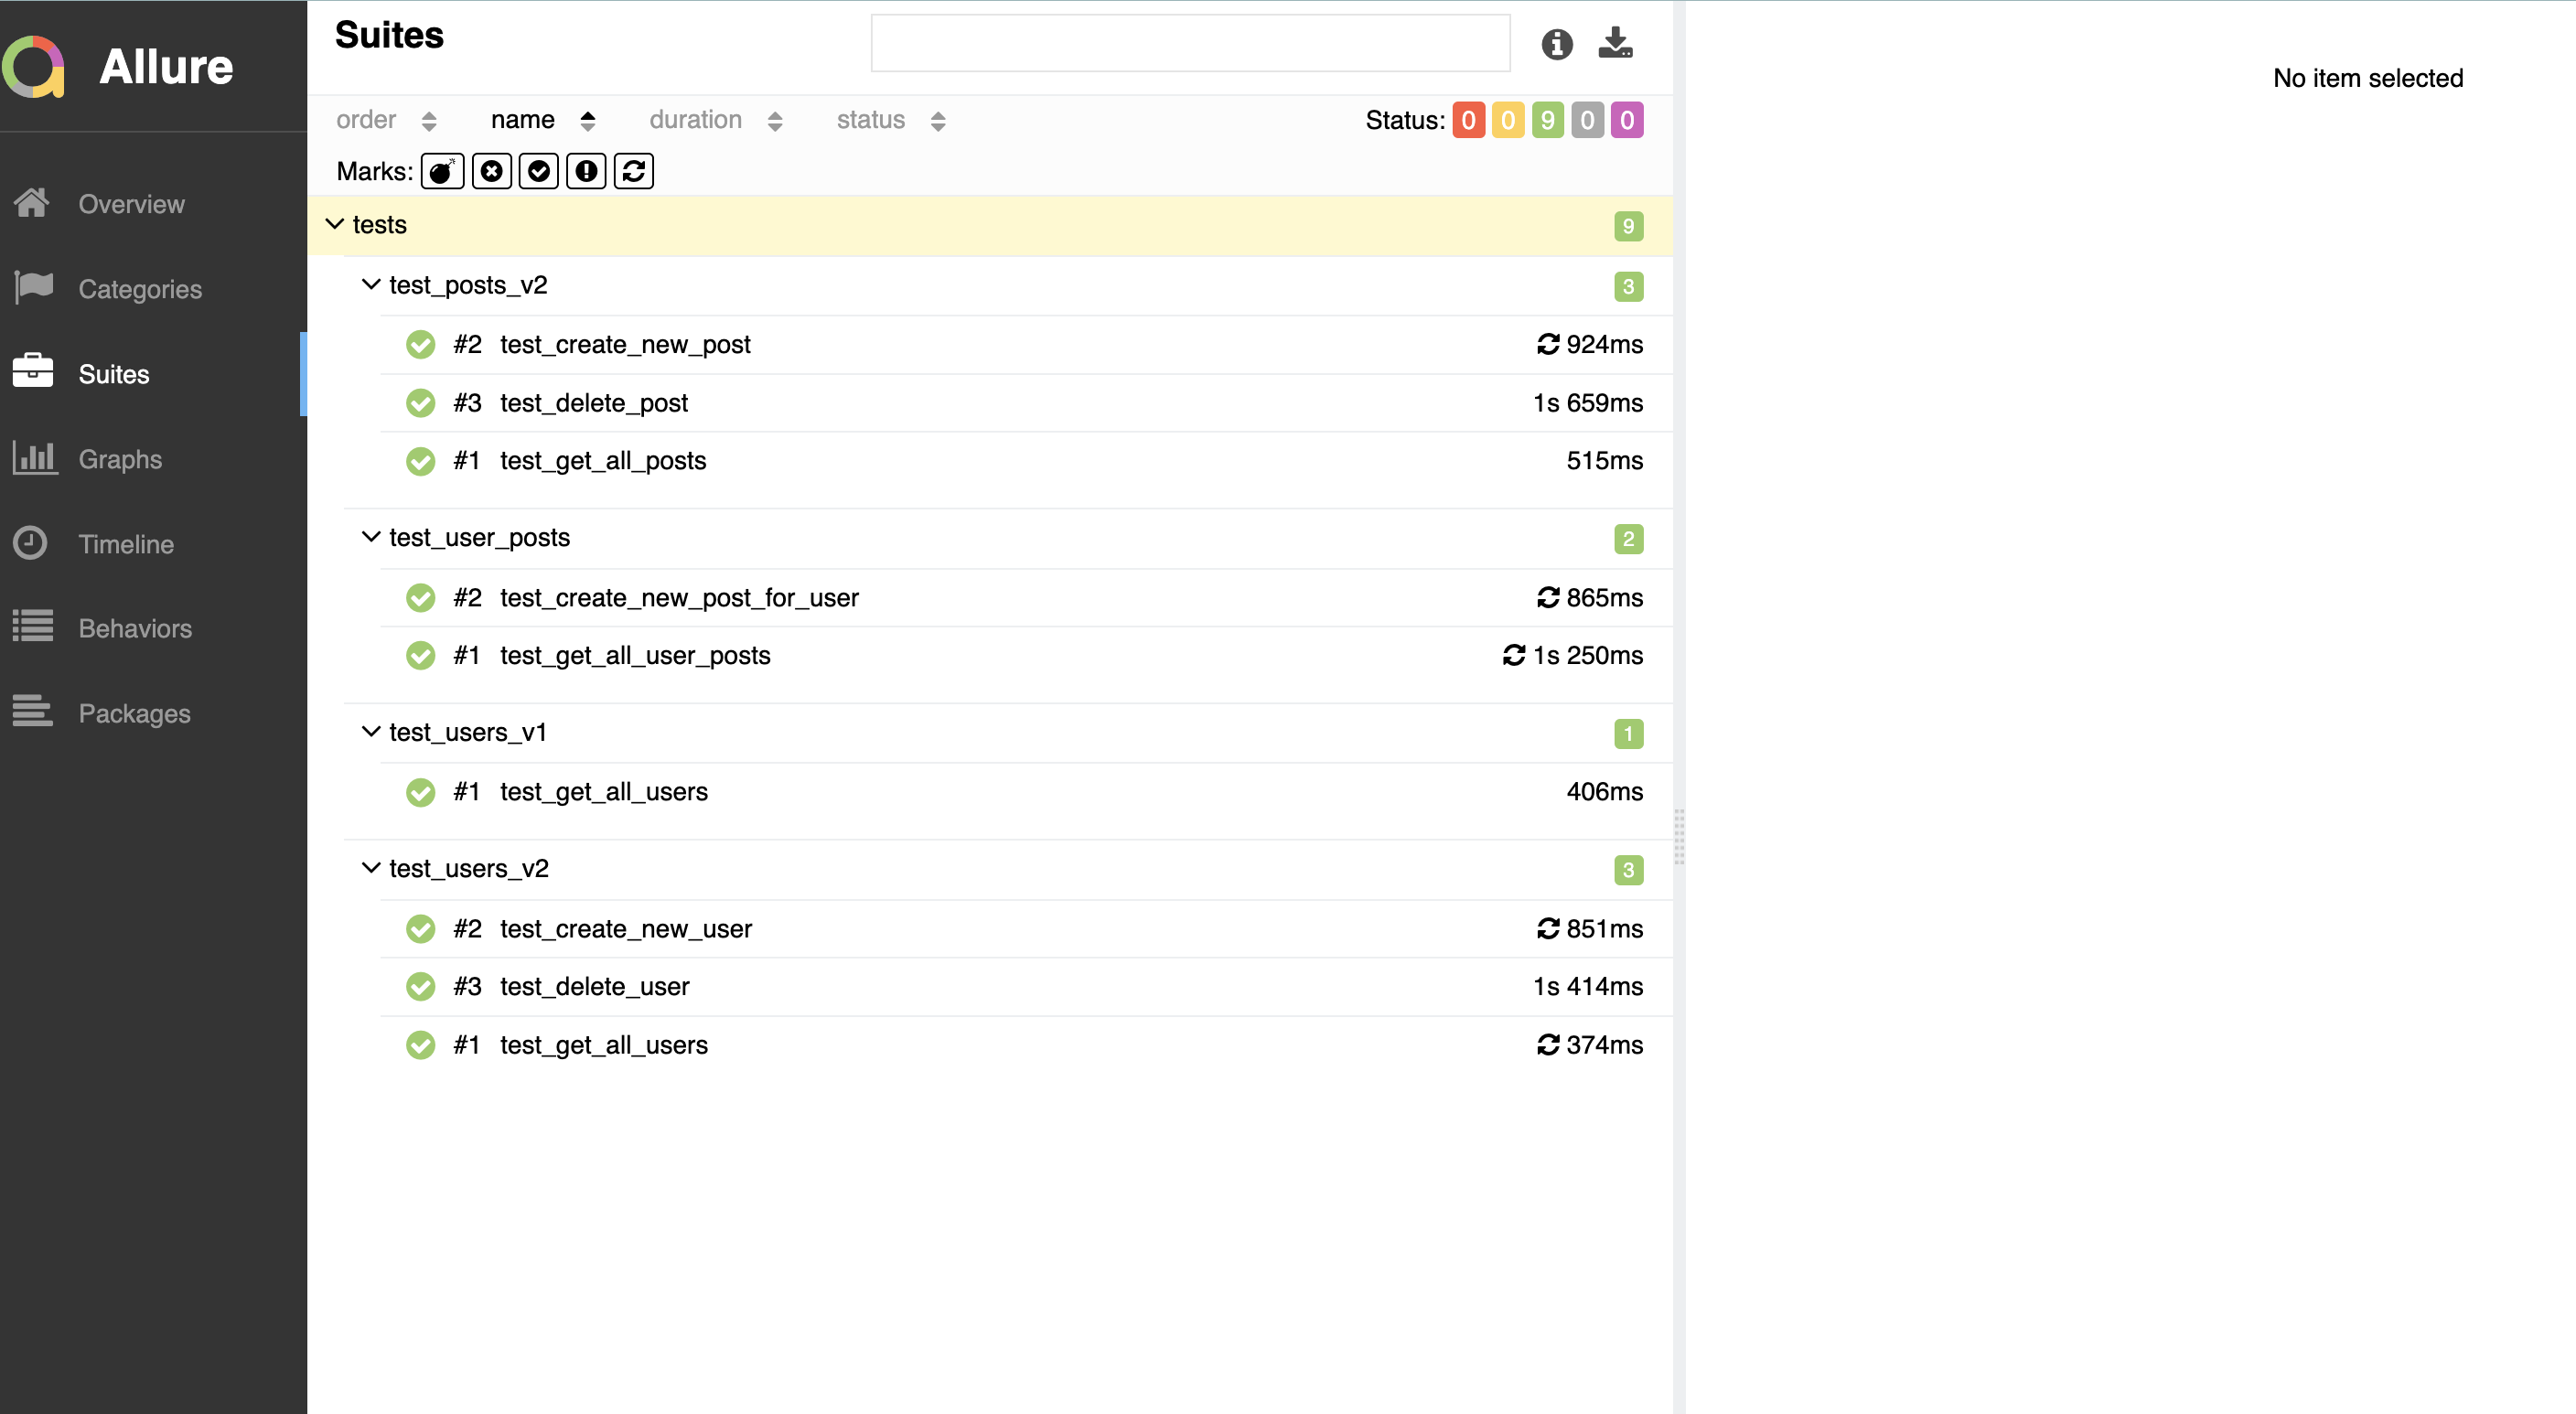 Allure
Overview
Categories
Suites
Graphs
Timeline
Behaviors
Packages
Suites
order name duration status Status: 0 0 9 0 0
Marks:
tests 9
test_posts_v2 3
#2 test_create_new_post 924ms
#3 test_delete_post 1s 659ms
#1 test_get_all_posts 515ms
test_user_posts 2
#2 test_create_new_post_for_user 865ms
#1 test_get_all_user_posts 1s 250ms
test_users_v1 1
#1 test_get_all_users 406ms
test_users_v2 3
#2 test_create_new_user 851ms
#3 test_delete_user 1s 414ms
#1 test_get_all_users 374ms
No item selected